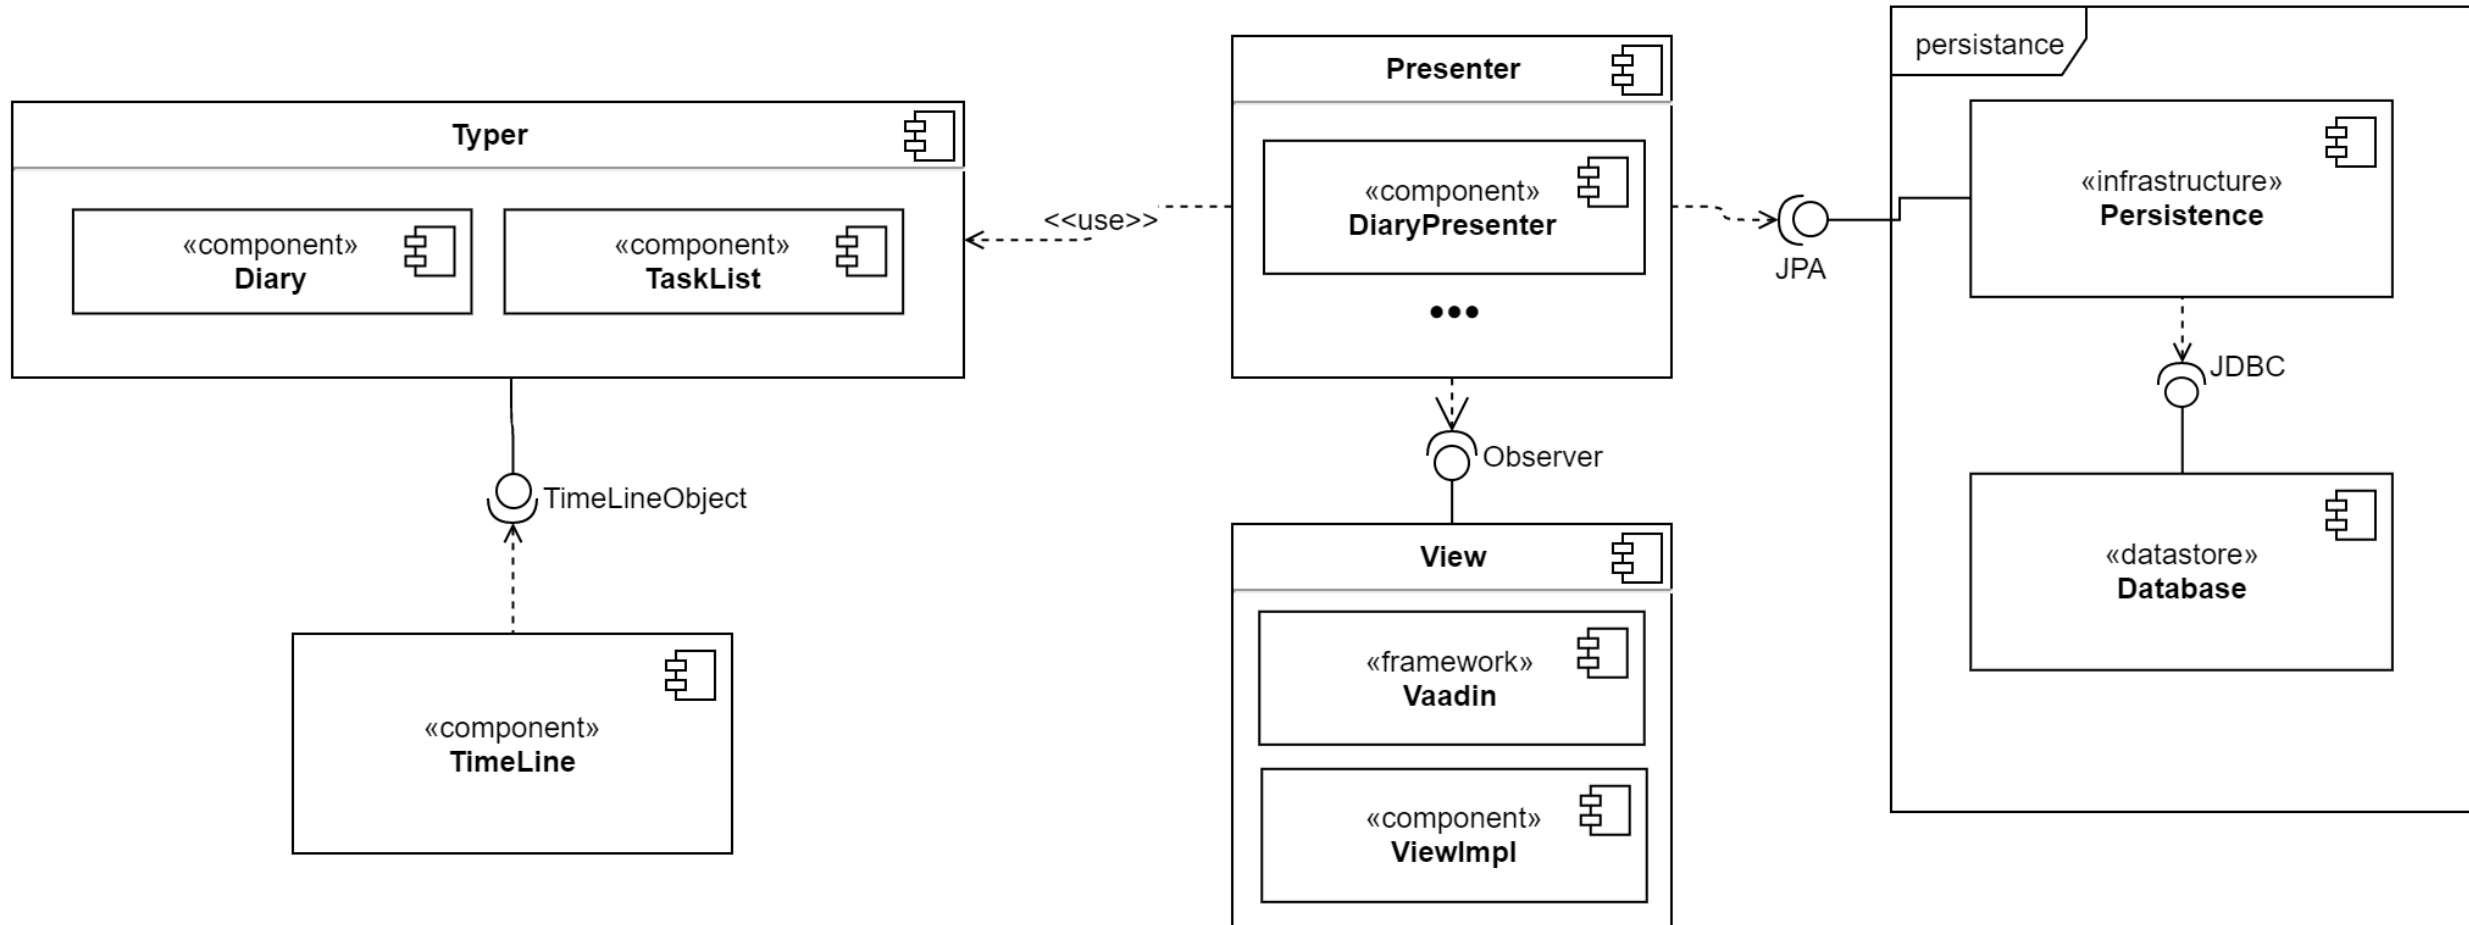 persistance
Presenter
Typer
«component»
DiaryPresenter
«infrastructure»
Persistence
<<use>>
«component»
Diary
«component»
TaskList
JPA
•••
JDBC
Observer
TimeLineObject
View
«datastore»
Database
«framework»
Vaadin
«component»
TimeLine
«component»
ViewImpl